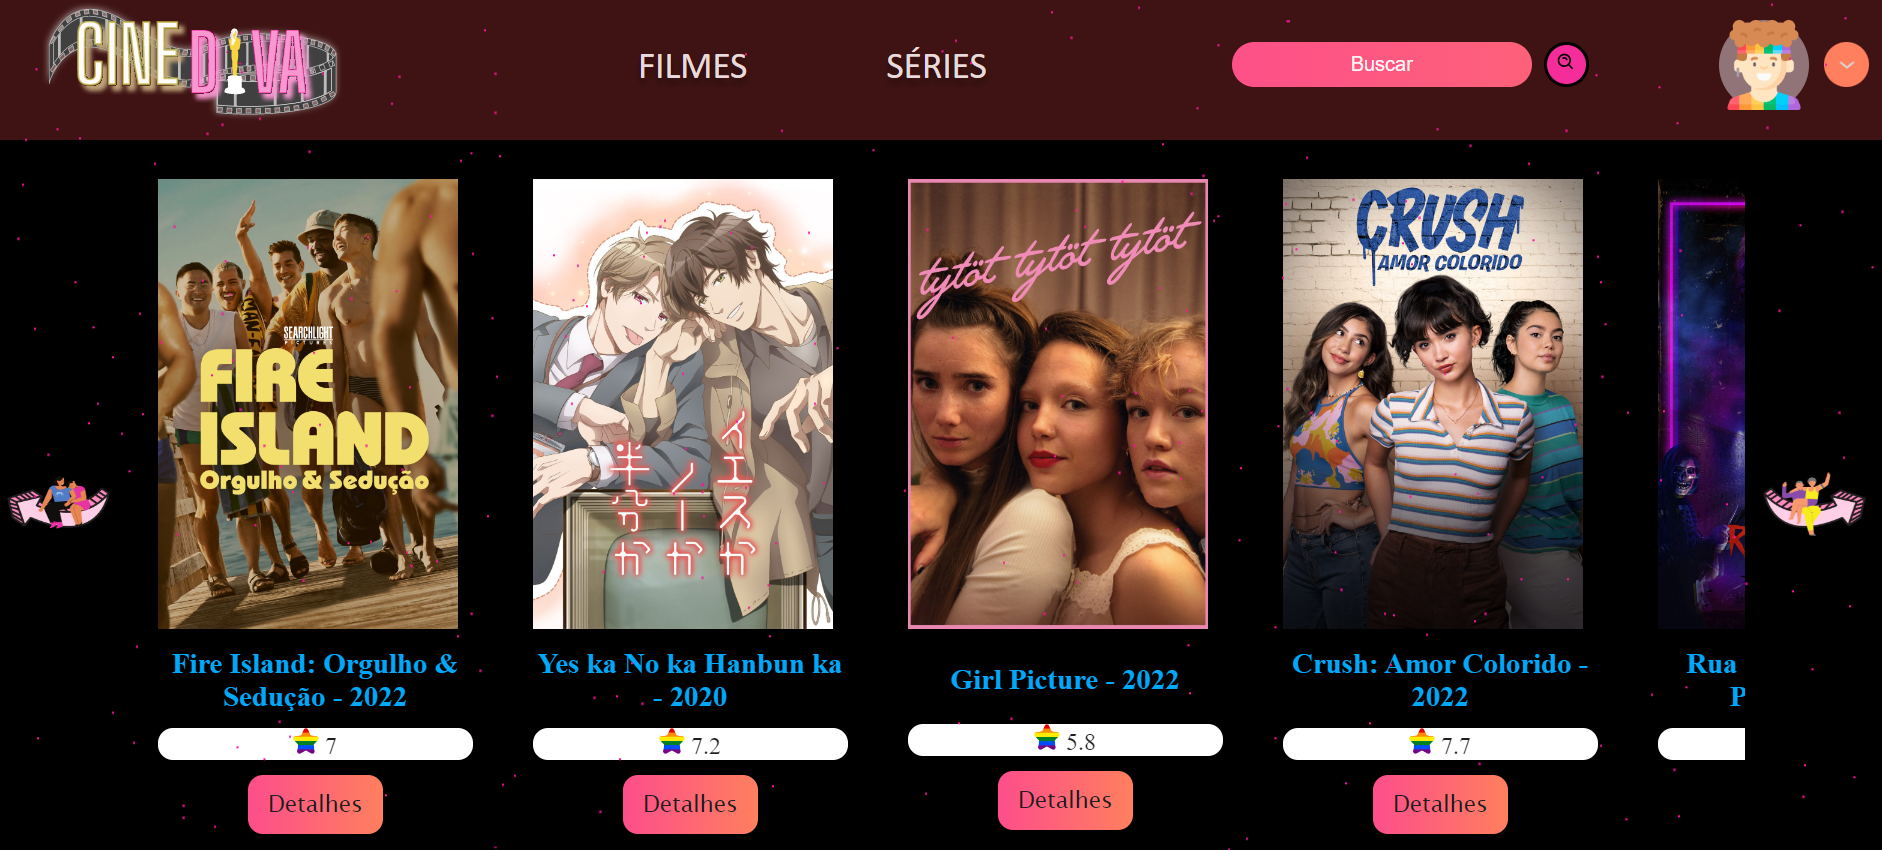 CINE DIVA
FILMES
SÉRIES
Buscar
SEARCHLIGHT
PICTURES
FIRE
ISLAND
Orgulho & Sedução
イエスか
ノーか
半分か
tytöt tytöt tytöt
CRUSH
AMOR COLORIDO
R
Fire Island: Orgulho &
Sedução - 2022
Yes ka No ka Hanbun ka
- 2020
Girl Picture - 2022
Crush: Amor Colorido -
2022
Rua
P
7
7.2
5.8
7.7
Detalhes
Detalhes
Detalhes
Detalhes